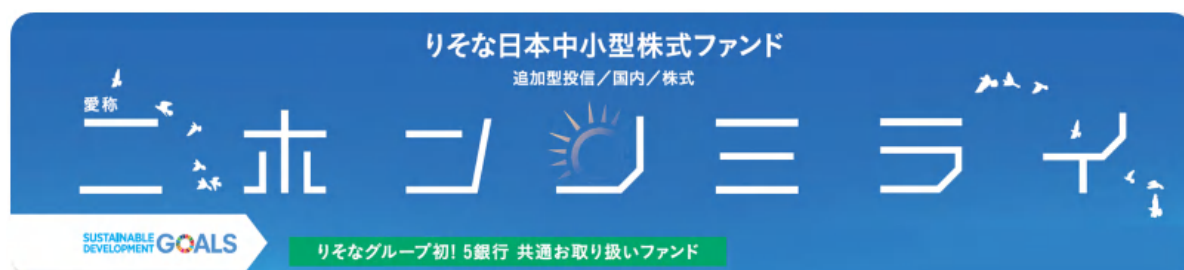 りそな日本中小型株式ファンド
追加型投信／国内／株式
愛称
ニホンノミライ
SUSTAINABLE
DEVELOPMENT GOALS
りそなグループ初! 5銀行 共通お取り扱いファンド